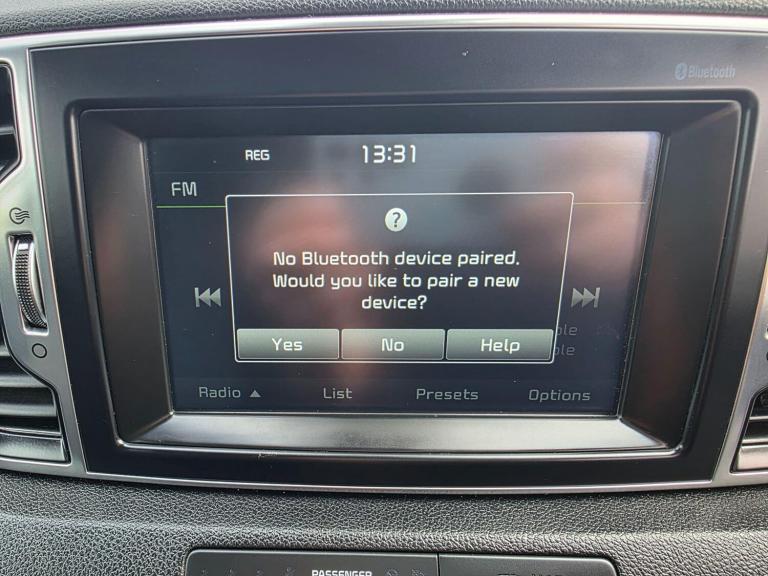 Bluetooth
REG 13:31
FM
?
No Bluetooth device paired.
Would you like to pair a new
device?
Yes No Help
Radio List Presets Options
PASSENGER